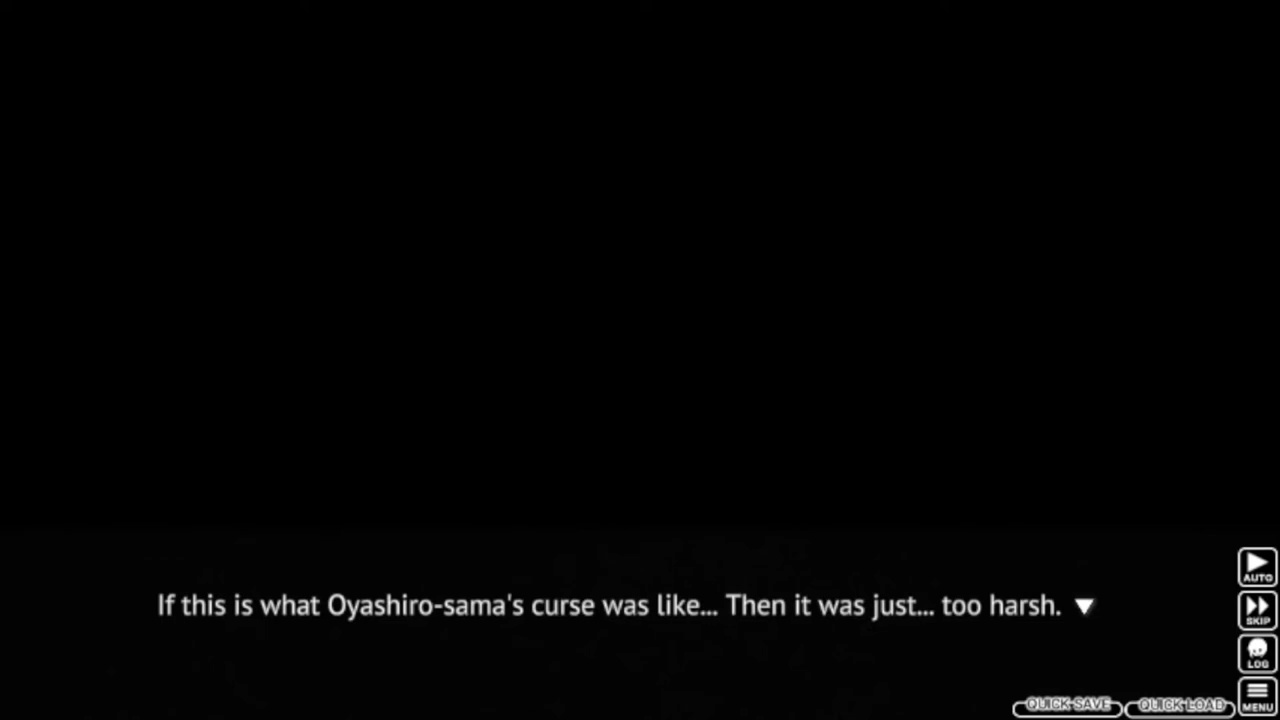 If this is what Oyashiro-sama's curse was like... Then it was just... too harsh.
AUTO
SKIP
LOG
MENU
QUICK SAVE QUICK LOAD